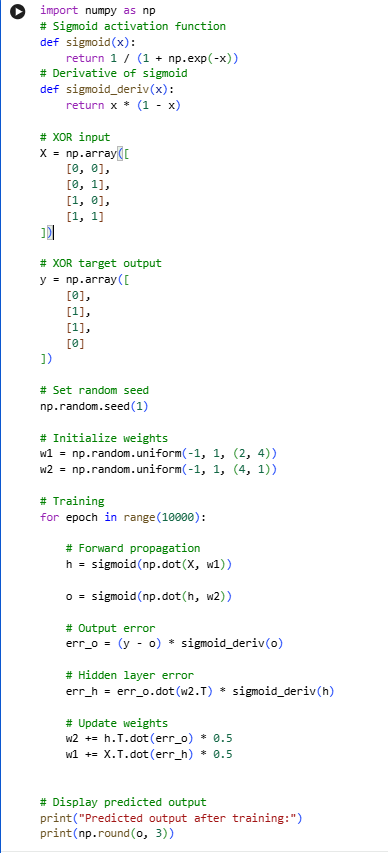 import numpy as np
# Sigmoid activation function
def sigmoid(x):
    return 1 / (1 + np.exp(-x))
# Derivative of sigmoid
def sigmoid_deriv(x):
    return x * (1 - x)

# XOR input
X = np.array([
    [0, 0],
    [0, 1],
    [1, 0],
    [1, 1]
])

# XOR target output
y = np.array([
    [0],
    [1],
    [1],
    [0]
])

# Set random seed
np.random.seed(1)

# Initialize weights
w1 = np.random.uniform(-1, 1, (2, 4))
w2 = np.random.uniform(-1, 1, (4, 1))

# Training
for epoch in range(10000):

    # Forward propagation
    h = sigmoid(np.dot(X, w1))

    o = sigmoid(np.dot(h, w2))

    # Output error
    err_o = (y - o) * sigmoid_deriv(o)

    # Hidden layer error
    err_h = err_o.dot(w2.T) * sigmoid_deriv(h)

    # Update weights
    w2 += h.T.dot(err_o) * 0.5
    w1 += X.T.dot(err_h) * 0.5


# Display predicted output
print("Predicted output after training:")
print(np.round(o, 3))